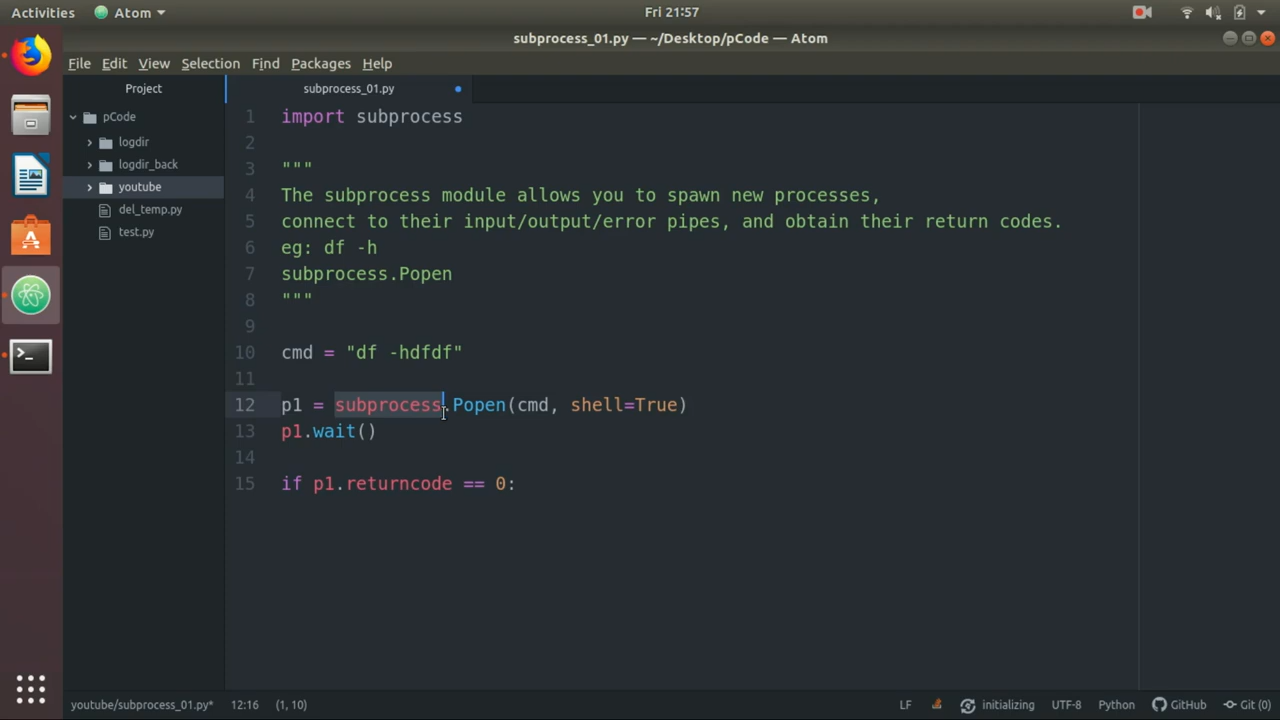 Activities
Atom
Fri 21:57
subprocess_01.py — ~/Desktop/pCode — Atom
File Edit View Selection Find Packages Help
Project
subprocess_01.py
pCode
logdir
logdir_back
youtube
del_temp.py
test.py
1 import subprocess
2
3 """
4 The subprocess module allows you to spawn new processes,
5 connect to their input/output/error pipes, and obtain their return codes.
6 eg: df -h
7 subprocess.Popen
8 """
9
10 cmd = "df -hdfdf"
11
12 p1 = subprocess.Popen(cmd, shell=True)
13 p1.wait()
14
15 if p1.returncode == 0:
youtube/subprocess_01.py* 12:16 (1, 10)
LF initializing UTF-8 Python GitHub Git (0)